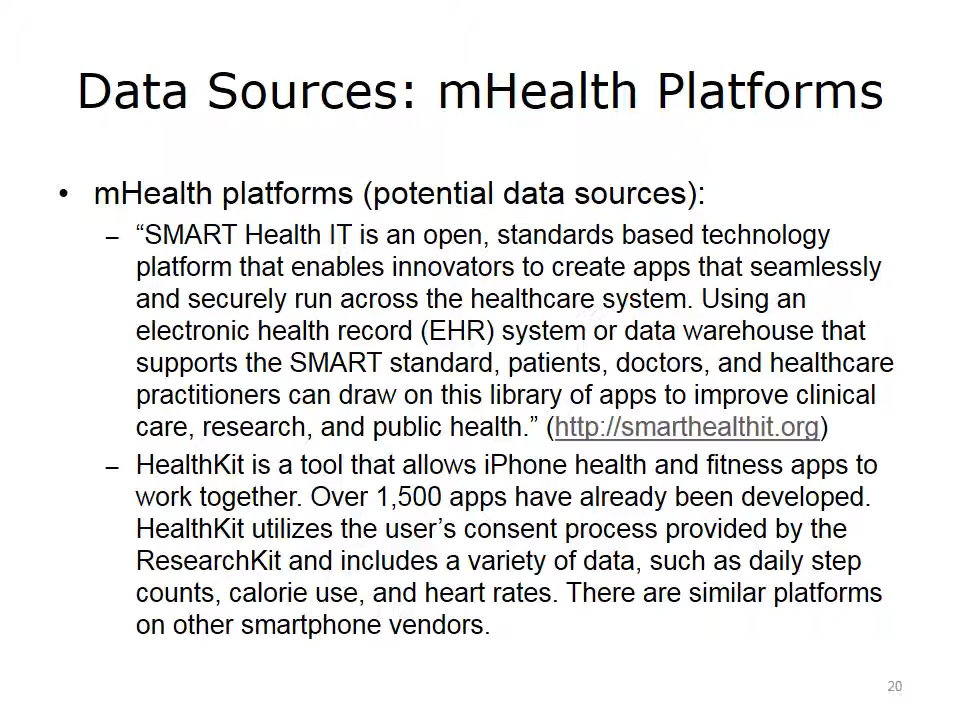 Data Sources: mHealth Platforms
• mHealth platforms (potential data sources):
– “SMART Health IT is an open, standards based technology
platform that enables innovators to create apps that seamlessly
and securely run across the healthcare system. Using an
electronic health record (EHR) system or data warehouse that
supports the SMART standard, patients, doctors, and healthcare
practitioners can draw on this library of apps to improve clinical
care, research, and public health.” (http://smarthealthit.org)
– HealthKit is a tool that allows iPhone health and fitness apps to
work together. Over 1,500 apps have already been developed.
HealthKit utilizes the user’s consent process provided by the
ResearchKit and includes a variety of data, such as daily step
counts, calorie use, and heart rates. There are similar platforms
on other smartphone vendors.
20